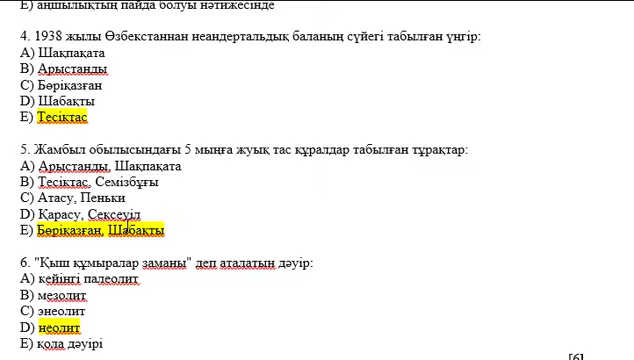 E) аңшылықтың пайда болуы нәтижесінде
4. 1938 жылы Өзбекстаннан неандертальдық баланың сүйегі табылған үңгір:
A) Шақпақата
B) Арыстанды
C) Бөріқазған
D) Шабақты
E) Тесіктас
5. Жамбыл обылысындағы 5 мыңға жуық тас құралдар табылған тұрақтар:
A) Арыстанды, Шақпақата
B) Тесіктас, Семізбұғы
C) Атасу, Пеньки
D) Қарасу, Сексеуіл
E) Бөріқазған, Шабақты
6. "Қыш құмыралар заманы" деп аталатын дәуір:
A) кейінгі палеолит
B) мезолит
C) энеолит
D) неолит
E) қола дәуірі
[6]